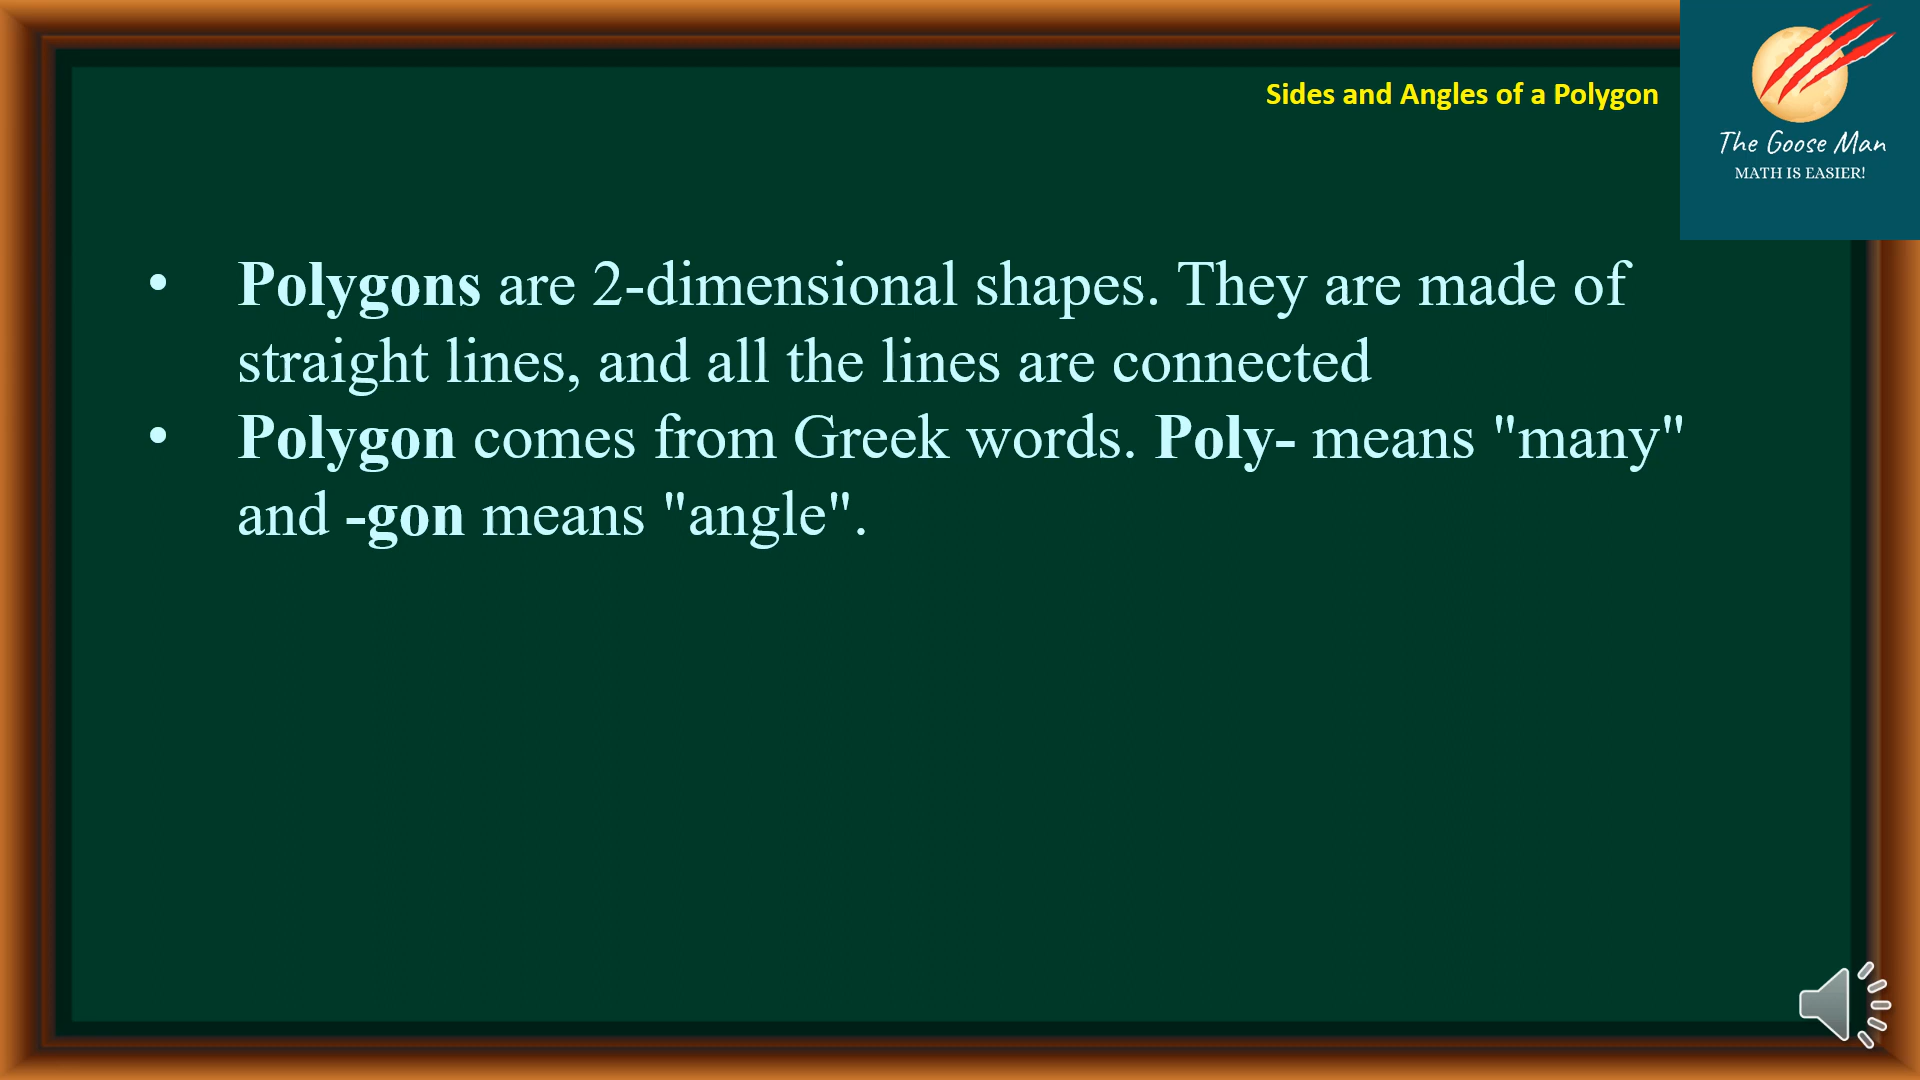 Sides and Angles of a Polygon
The Goose Man
MATH IS EASIER!
• Polygons are 2-dimensional shapes. They are made of
straight lines, and all the lines are connected
• Polygon comes from Greek words. Poly- means "many"
and -gon means "angle".